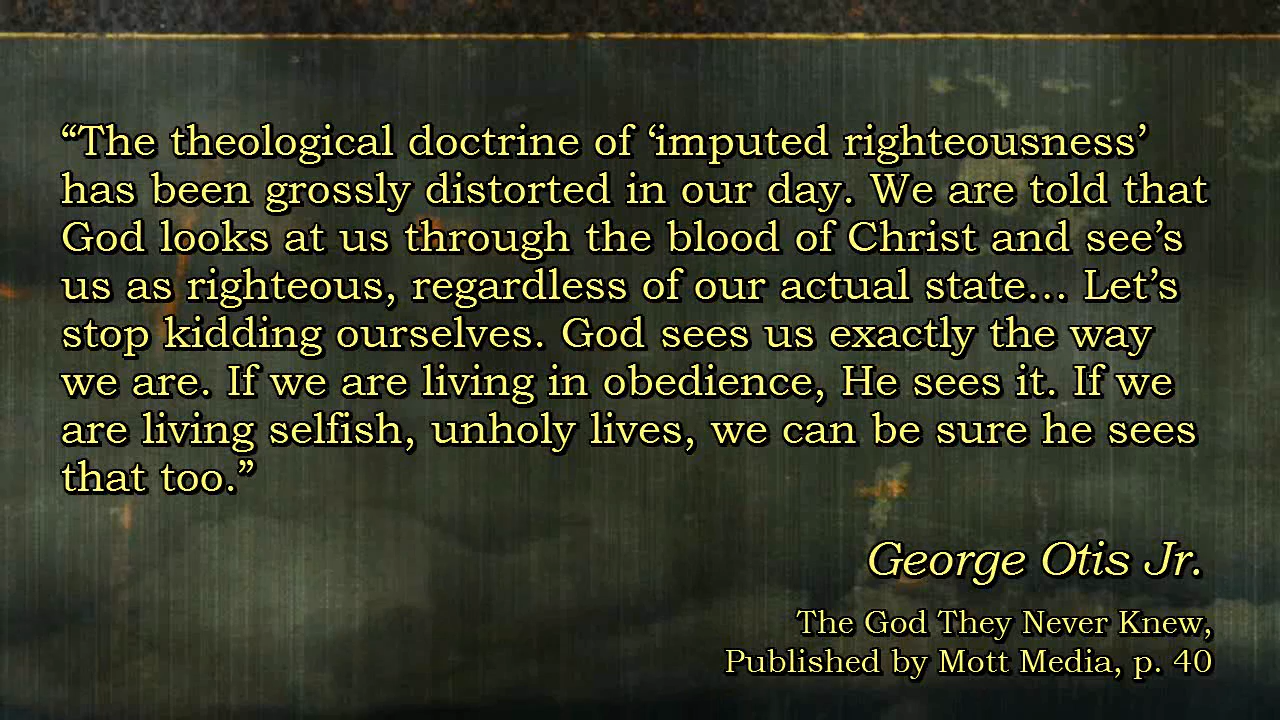 “The theological doctrine of ‘imputed righteousness’
has been grossly distorted in our day. We are told that
God looks at us through the blood of Christ and see’s
us as righteous, regardless of our actual state... Let’s
stop kidding ourselves. God sees us exactly the way
we are. If we are living in obedience, He sees it. If we
are living selfish, unholy lives, we can be sure he sees
that too.”
George Otis Jr.
The God They Never Knew,
Published by Mott Media, p. 40